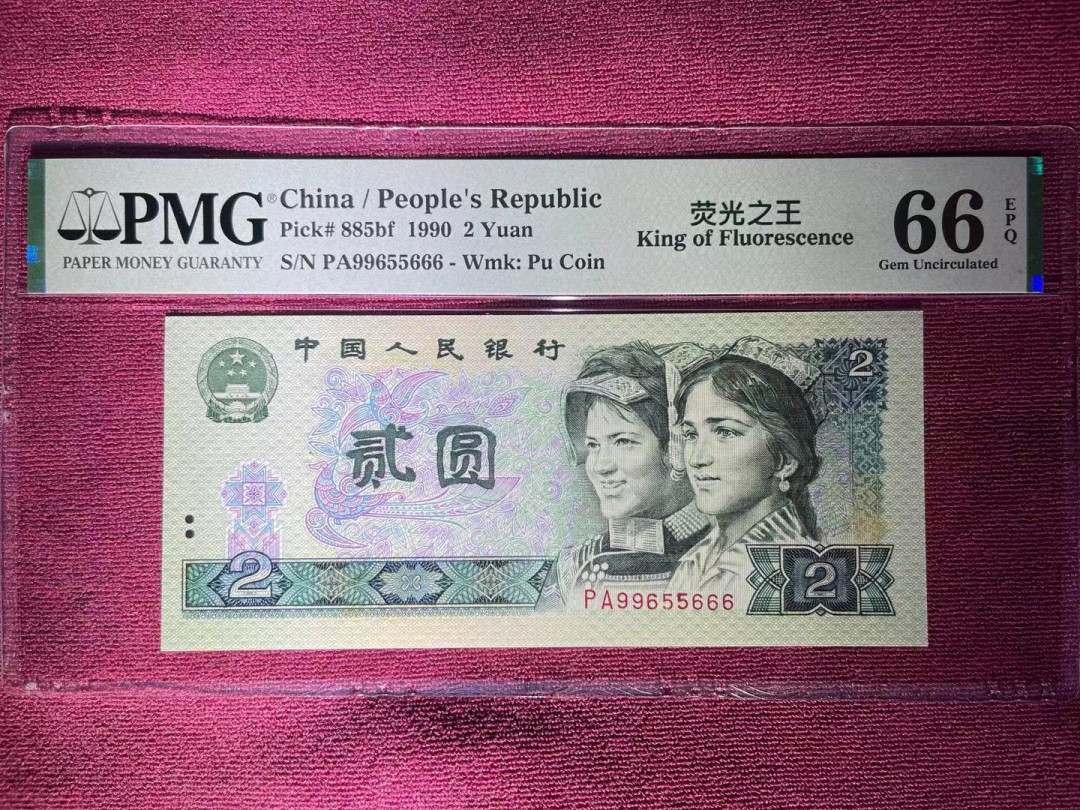 PMG® China / People's Republic
Pick# 885bf 1990 2 Yuan
PAPER MONEY GUARANTY S/N PA99655666 - Wmk: Pu Coin
荧光之王
King of Fluorescence
66 EPQ
Gem Uncirculated
中国人民银行
2
贰圆
2
PA99655666
2